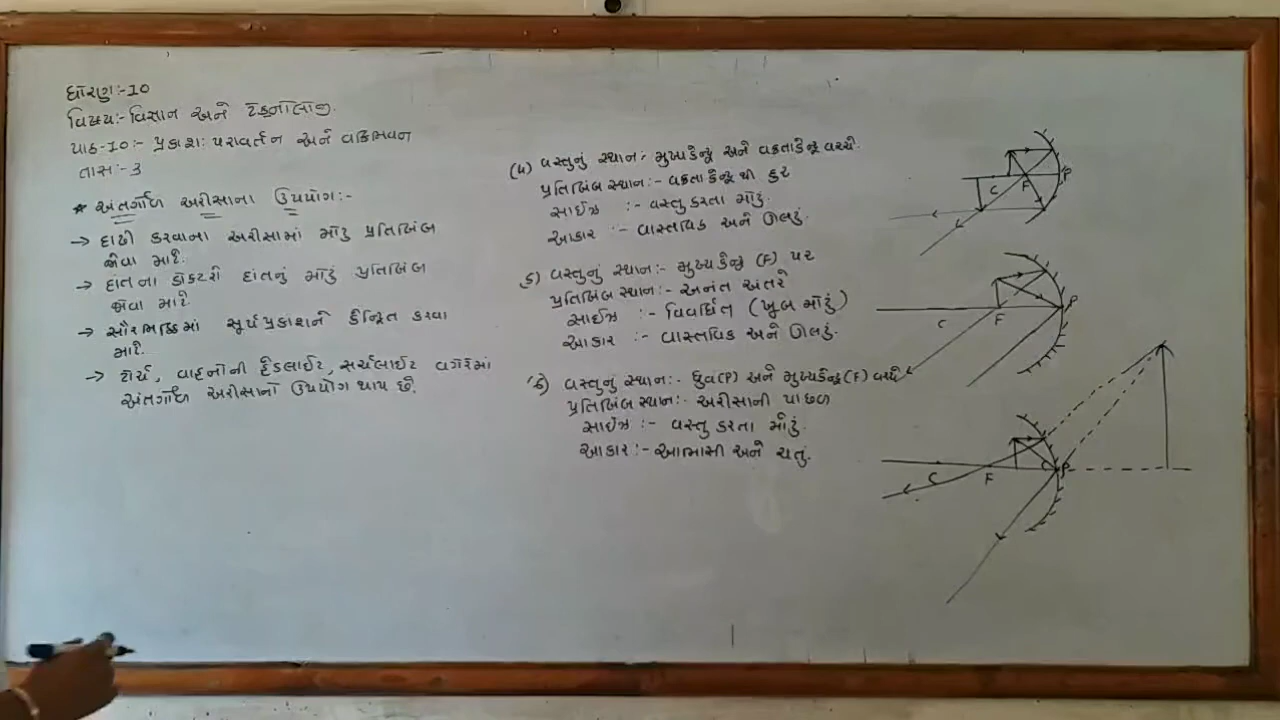 ધોરણ:-10
વિષય:- વિજ્ઞાન અને ટેકનોલોજી.
પાઠ-10:- પ્રકાશ: પરાવર્તન અને વક્રીભવન
તાસ:-3
★ અંતર્ગોળ અરીસાના ઉપયોગ:-
→ દાઢી કરવાના અરીસામાં મોટુ પ્રતિબિંબ
જોવા માટે.
→ દાંતના ડોક્ટરો દાંતનું મોટું પ્રતિબિંબ
જોવા માટે
→ સૌરભઠ્ઠિમાં સૂર્યપ્રકાશને કેન્દ્રિત કરવા
માટે.
→ ટોર્ચ, વાહનોની હેડલાઈટ, સર્ચલાઈટ વગેરેમાં
અંતર્ગોળ અરીસાનો ઉપયોગ થાય છે.
(4) વસ્તુનું સ્થાન:- મુખ્યકેન્દ્ર અને વક્રતાકેન્દ્ર વચ્ચે.
પ્રતિબિંબ સ્થાન:- વક્રતાકેન્દ્ર થી દુર
સાઈઝ :- વસ્તુ કરતા મોટું.
આકાર :- વાસ્તવિક અને ઊલટું.
વસ્તુનું સ્થાન:- મુખ્યકેન્દ્ર (F) પર
પ્રતિબિંબ સ્થાન:- અનંત અંતરે
સાઈઝ :- વિવર્ધિત (ખુબ મોટું)
આકાર :- વાસ્તવિક અને ઊલટું.
વસ્તુનું સ્થાન:- ધ્રુવ(P) અને મુખ્યકેન્દ્ર(F) વચ્ચે
પ્રતિબિંબ સ્થાન:- અરીસાની પાછળ
સાઈઝ :- વસ્તુ કરતા મોટું.
આકાર:- આભાસી અને ચતું.
C F P
C F P
C F P